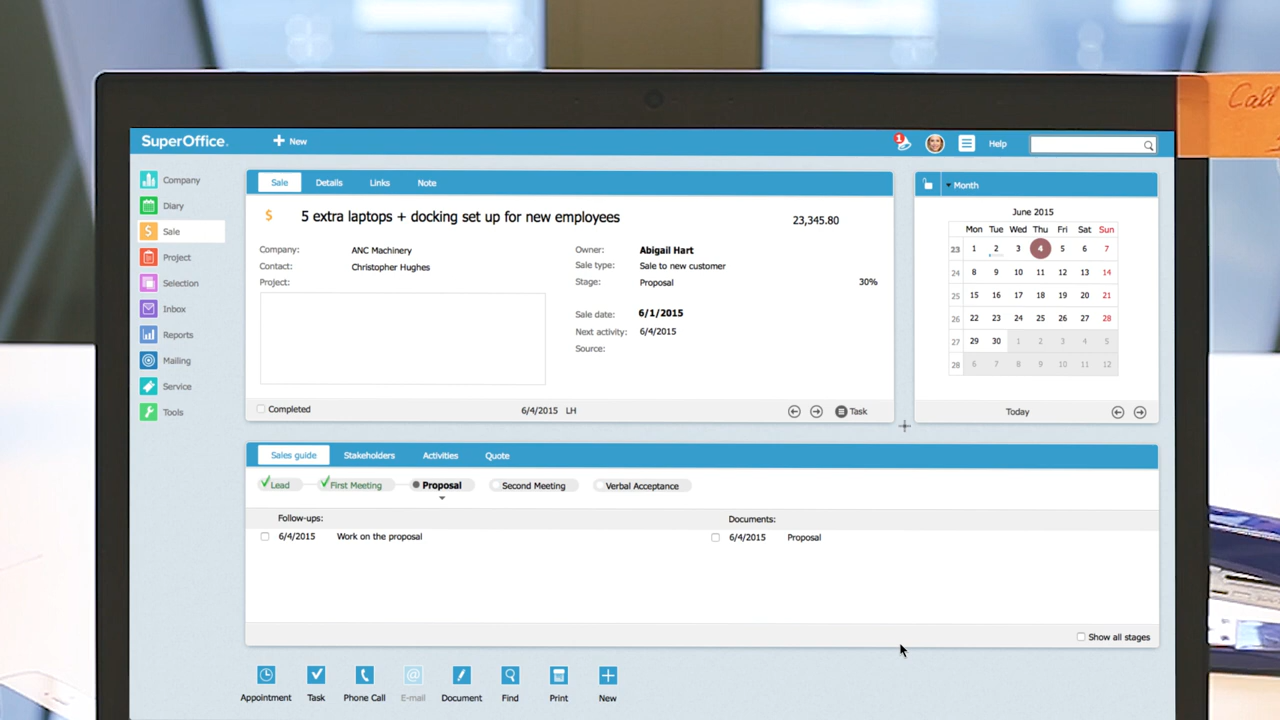 Call
SuperOffice.
New
1
Help
Company
Diary
Sale
Project
Selection
Inbox
Reports
Mailing
Service
Tools
Sale Details Links Note
$ 5 extra laptops + docking set up for new employees 23,345.80
Company: ANC Machinery
Contact: Christopher Hughes
Project:
Owner: Abigail Hart
Sale type: Sale to new customer
Stage: Proposal 30%
Sale date: 6/1/2015
Next activity: 6/4/2015
Source:
Completed 6/4/2015 LH Task
Month
June 2015
Mon Tue Wed Thu Fri Sat Sun
23 1 2 3 4 5 6 7
24 8 9 10 11 12 13 14
25 15 16 17 18 19 20 21
26 22 23 24 25 26 27 28
27 29 30 1 2 3 4 5
28 6 7 8 9 10 11 12
Today
Sales guide Stakeholders Activities Quote
Lead First Meeting Proposal Second Meeting Verbal Acceptance
Follow-ups: Documents:
6/4/2015 Work on the proposal 6/4/2015 Proposal
Show all stages
Appointment Task Phone Call E-mail Document Find Print New